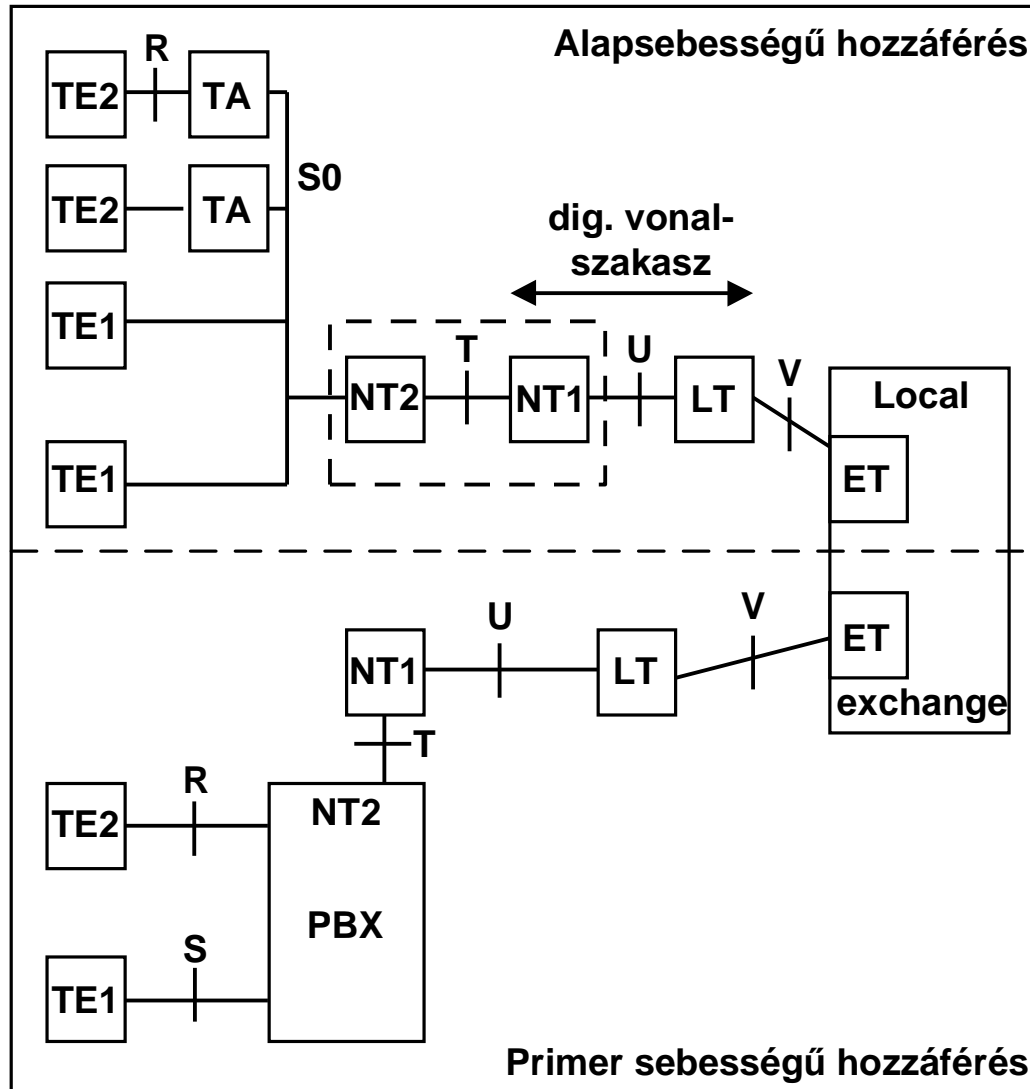 Alapsebességű hozzáférés
R
TE2
TA
S0
TE2
TA
dig. vonal-
szakasz
TE1
T
U
V
NT2
NT1
LT
Local
TE1
ET
U
V
NT1
LT
ET
exchange
T
R
TE2
NT2
PBX
S
TE1
Primer sebességű hozzáférés